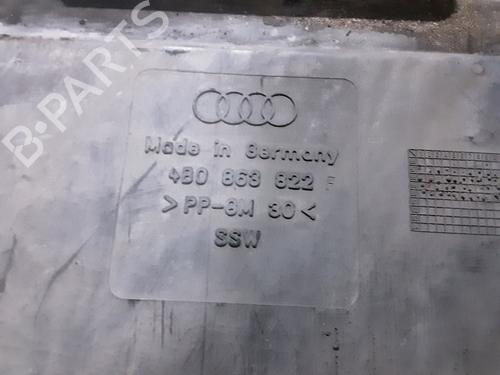 B-PARTS
Made in Germany
4B0 863 822 F
>PP-GM 30<
SSW